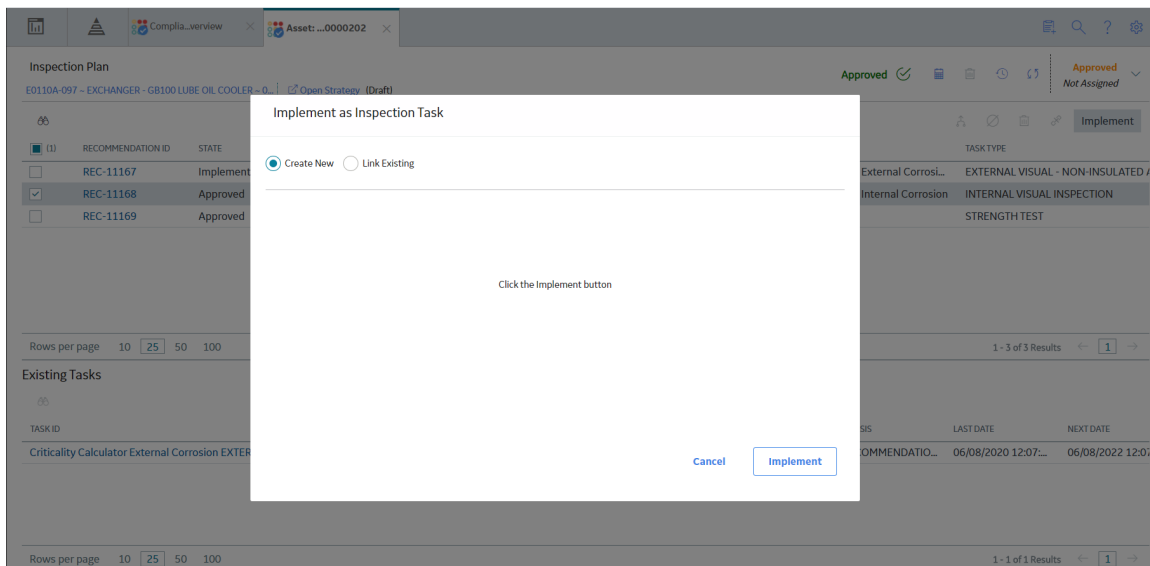 Complia...verview
Asset: ...0000202
Inspection Plan
E0110A-097 ~ EXCHANGER - GB100 LUBE OIL COOLER ~ 0... Open Strategy (Draft)
Approved
Approved
Not Assigned
Implement
(1) RECOMMENDATION ID STATE TASK TYPE
REC-11167 Implement External Corrosi... EXTERNAL VISUAL - NON-INSULATED
REC-11168 Approved Internal Corrosion INTERNAL VISUAL INSPECTION
REC-11169 Approved STRENGTH TEST
Implement as Inspection Task
Create New Link Existing
Click the Implement button
Cancel Implement
Rows per page 10 25 50 100 1 - 3 of 3 Results 1
Existing Tasks
TASK ID SIS LAST DATE NEXT DATE
Criticality Calculator External Corrosion EXTER OMMENDATIO... 06/08/2020 12:07:... 06/08/2022 12:07
Rows per page 10 25 50 100 1 - 1 of 1 Results 1